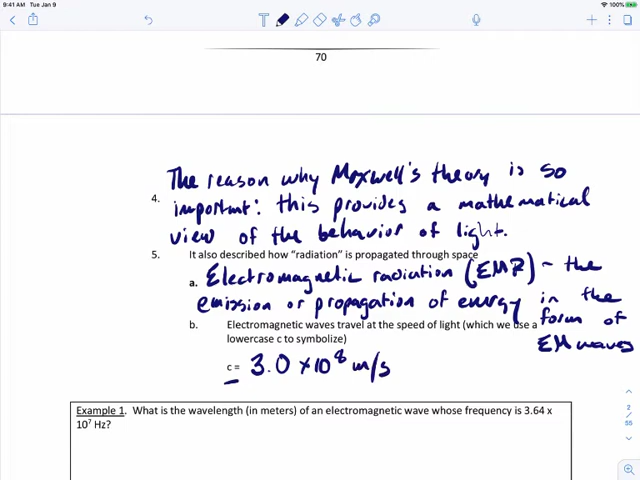 9:41 AM Tue Jan 9
100%
70
The reason why Maxwell's theory is so
4.
important: this provides a mathematical
view of the behavior of light.
5. It also described how "radiation" is propagated through space
a. Electromagnetic radiation (EMR) - the
emission or propagation of energy in the
form of
EM waves
b. Electromagnetic waves travel at the speed of light (which we use a
lowercase c to symbolize)
c = 3.0 × 10⁸ m/s
2
/
55
Example 1. What is the wavelength (in meters) of an electromagnetic wave whose frequency is 3.64 x
10⁷ Hz?